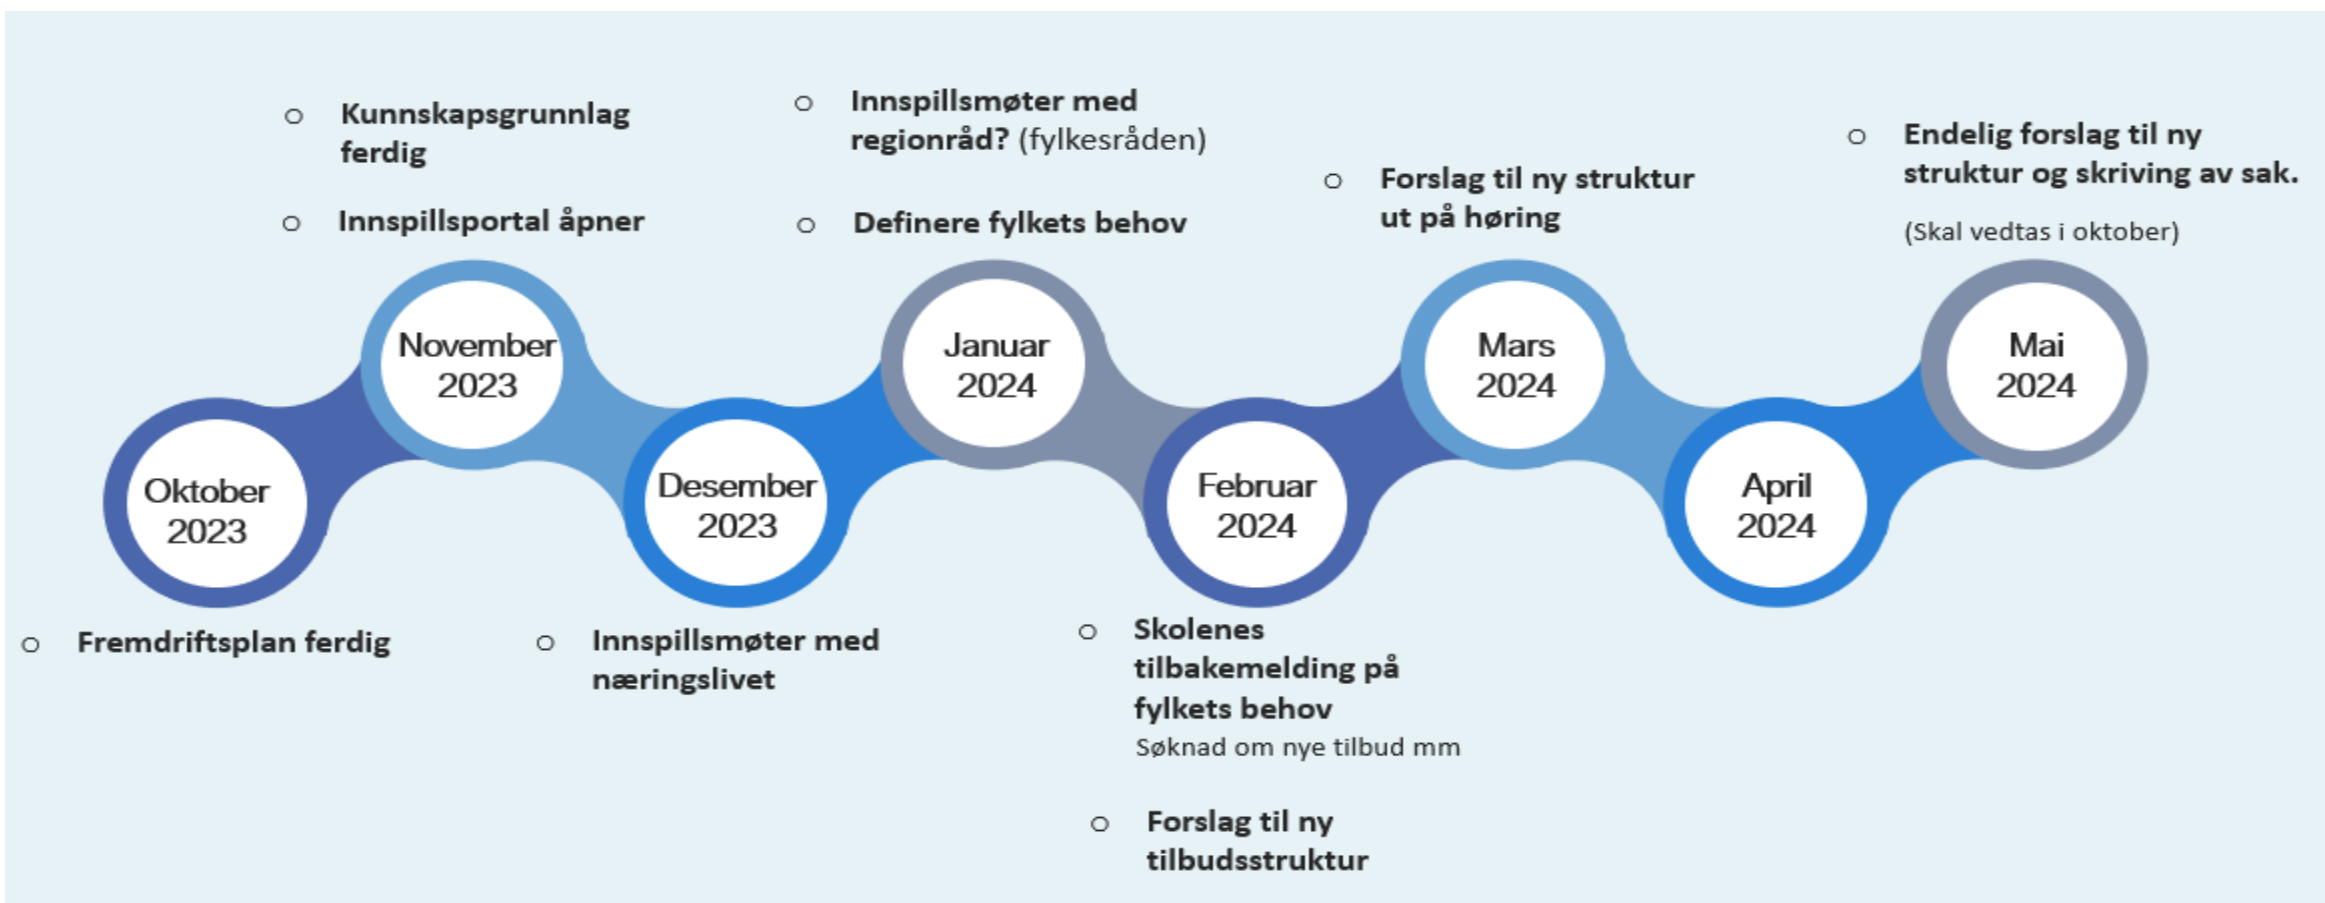 Kunnskapsgrunnlag
ferdig
Innspillsportal åpner
Innspillsmøter med
regionråd? (fylkesråden)
Definere fylkets behov
Forslag til ny struktur
ut på høring
Endelig forslag til ny
struktur og skriving av sak.
(Skal vedtas i oktober)
Oktober
2023
November
2023
Desember
2023
Januar
2024
Februar
2024
Mars
2024
April
2024
Mai
2024
Fremdriftsplan ferdig
Innspillsmøter med
næringslivet
Skolenes
tilbakemelding på
fylkets behov
Søknad om nye tilbud mm
Forslag til ny
tilbudsstruktur